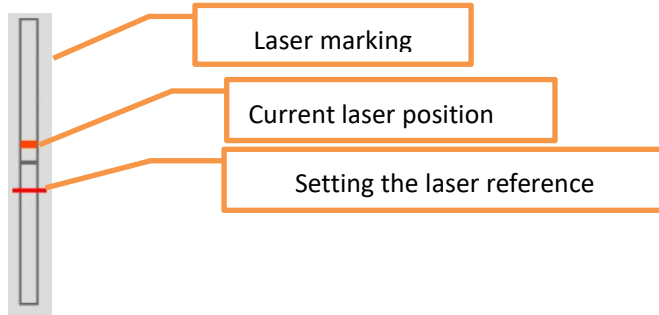 Laser marking
Current laser position
Setting the laser reference